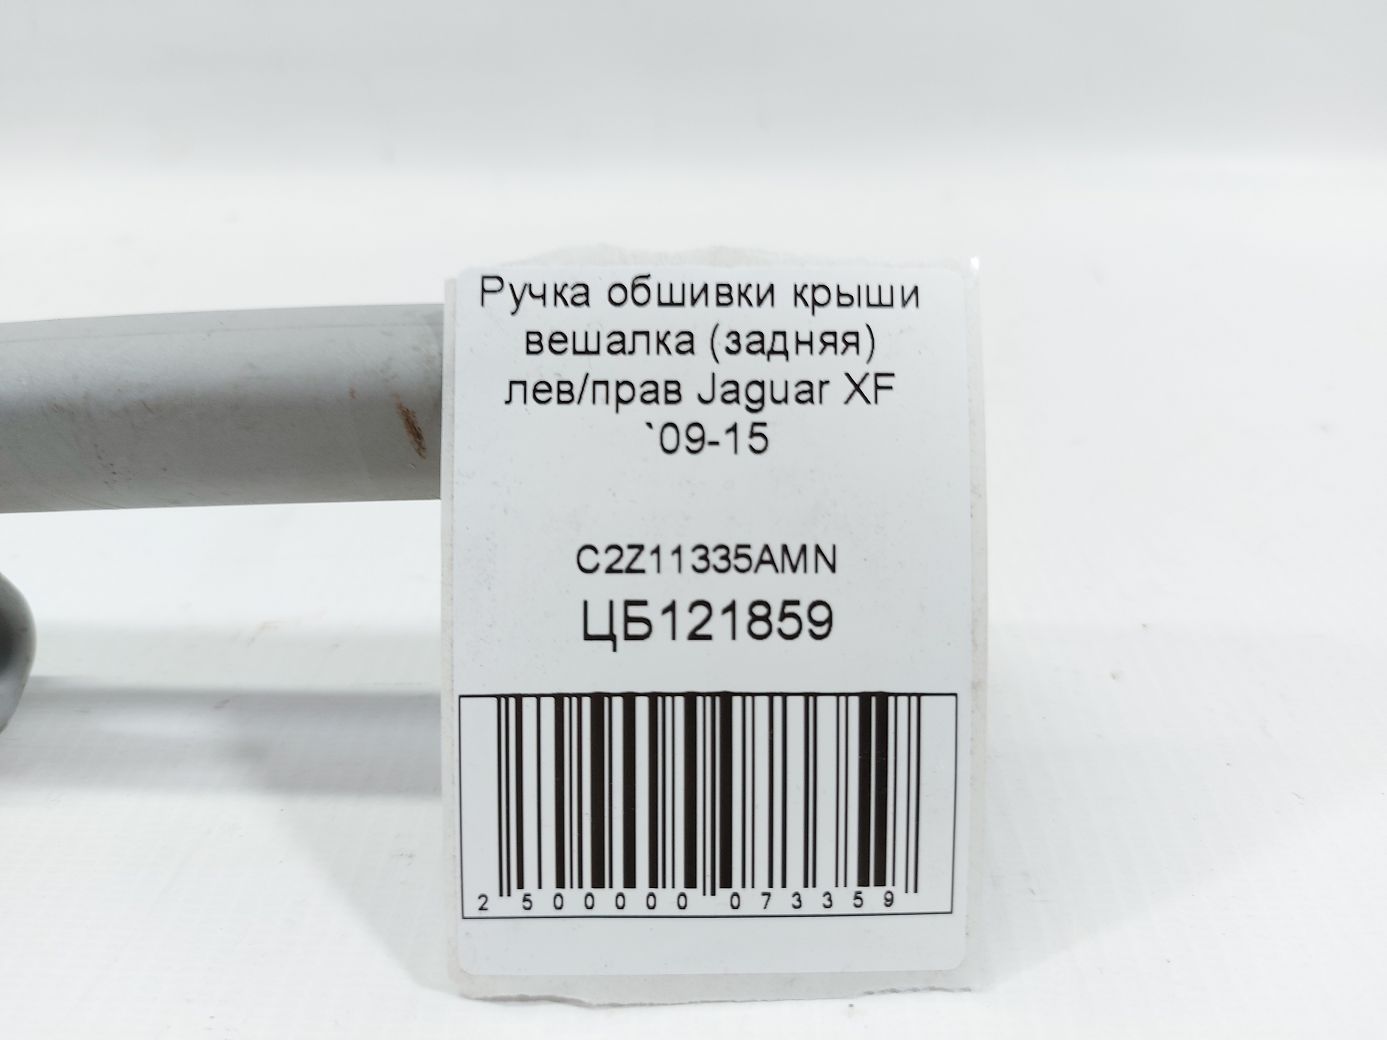 Ручка обшивки крыши
вешалка (задняя)
лев/прав Jaguar XF
`09-15
C2Z11335AMN
ЦБ121859
2 500000 073359